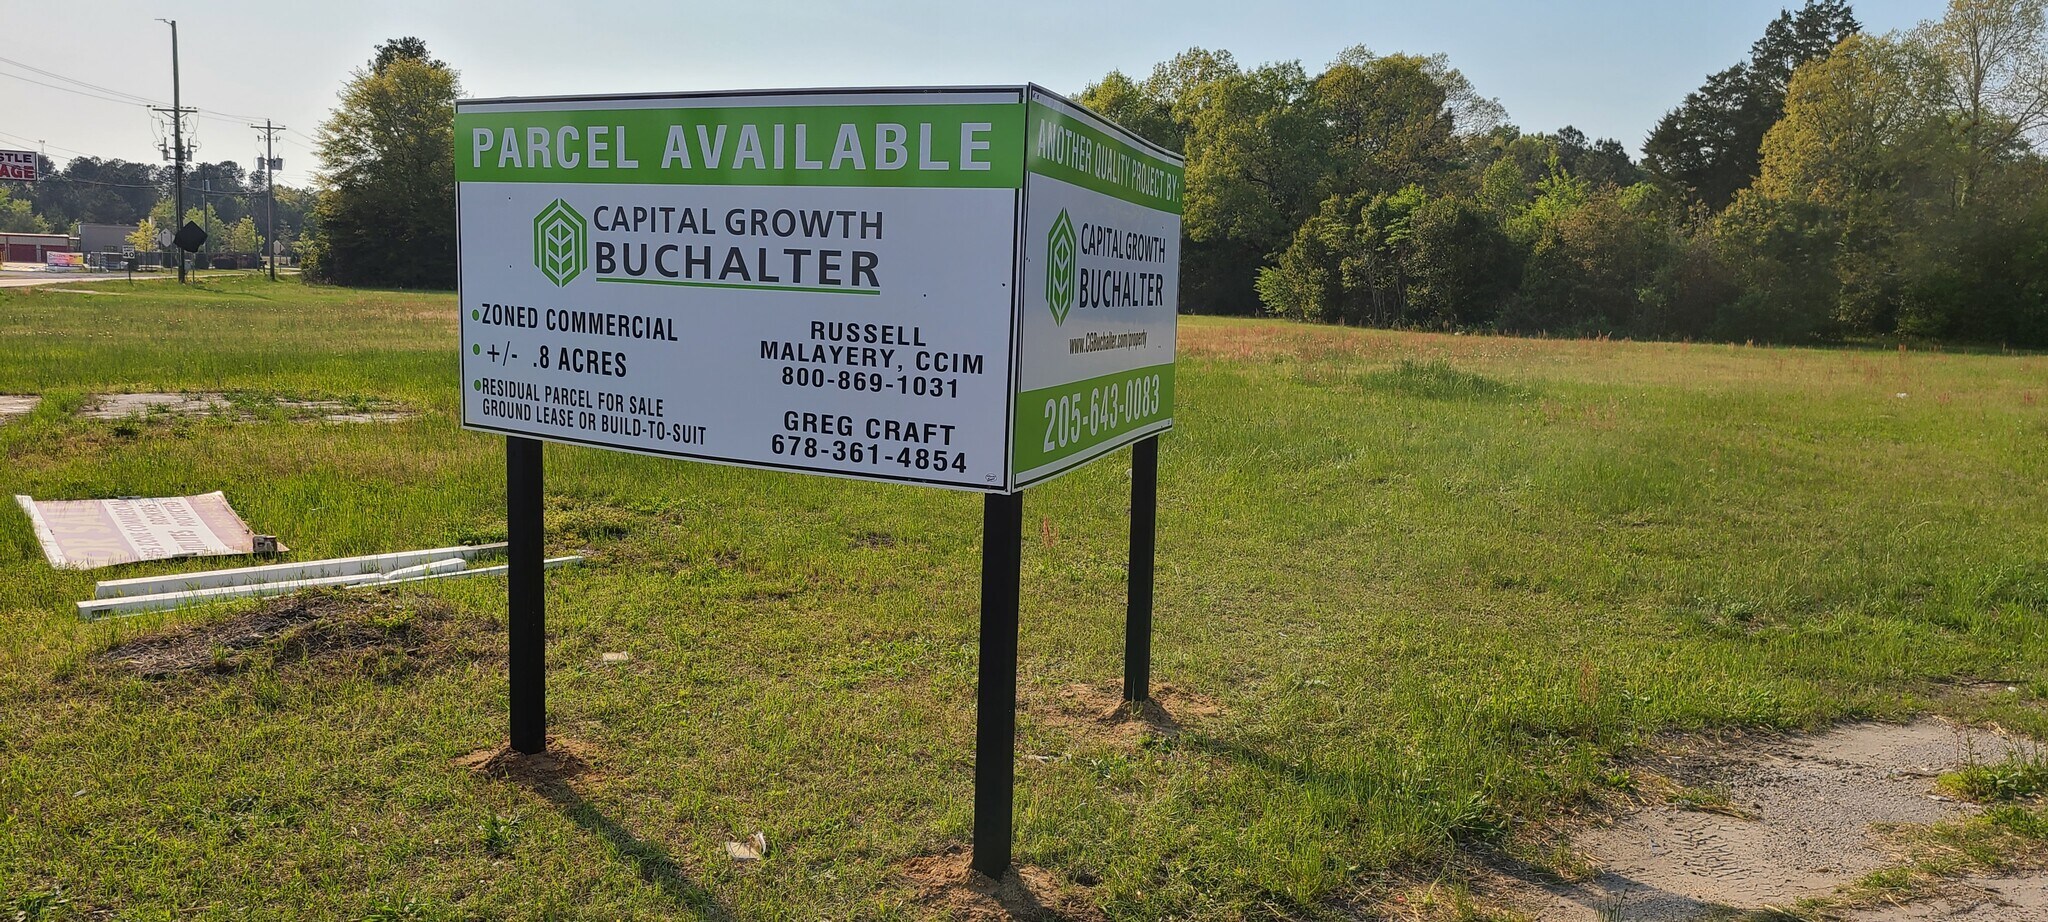 PARCEL AVAILABLE
CAPITAL GROWTH
BUCHALTER
ZONED COMMERCIAL
+/- .8 ACRES
RESIDUAL PARCEL FOR SALE
GROUND LEASE OR BUILD-TO-SUIT
RUSSELL
MALAYERY, CCIM
800-869-1031
GREG CRAFT
678-361-4854
ANOTHER QUALITY PROJECT BY:
CAPITAL GROWTH
BUCHALTER
www.CGBuchalter.com/property
205-643-0083
STLE
AGE